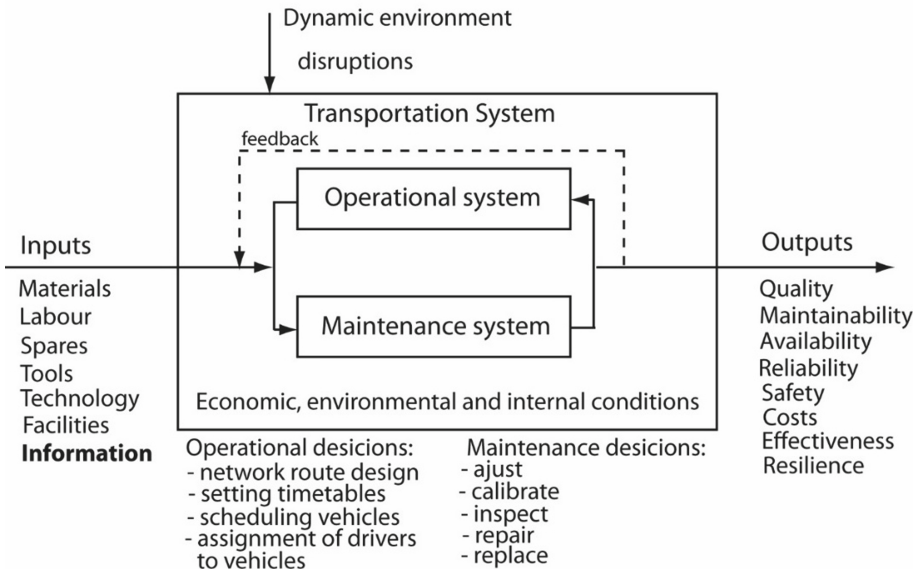 Dynamic environment
disruptions
Transportation System
feedback
Operational system
Inputs
Outputs
Materials
Labour
Spares
Tools
Technology
Facilities
Information
Maintenance system
Quality
Maintainability
Availability
Reliability
Safety
Costs
Effectiveness
Resilience
Economic, environmental and internal conditions
Operational desicions:
- network route design
- setting timetables
- scheduling vehicles
- assignment of drivers
to vehicles
Maintenance desicions:
- ajust
- calibrate
- inspect
- repair
- replace